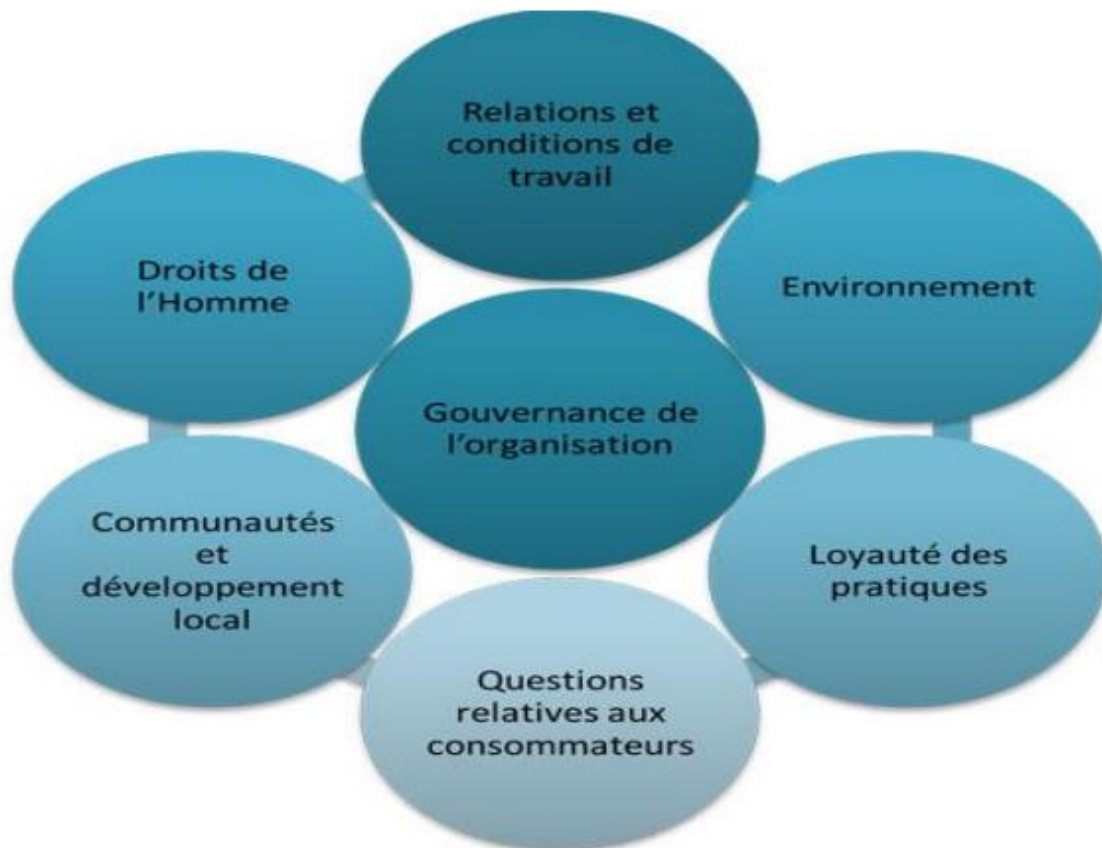 Relations et
conditions de
travail
Droits de
l'Homme
Environnement
Gouvernance de
l'organisation
Communautés
et
développement
local
Loyauté des
pratiques
Questions
relatives aux
consommateurs